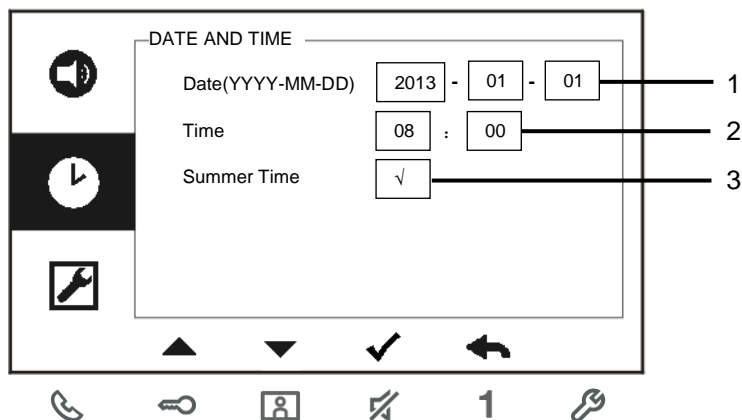 DATE AND TIME
Date(YYYY-MM-DD) 2013 - 01 - 01 1
Time 08 : 00 2
Summer Time √ 3
1